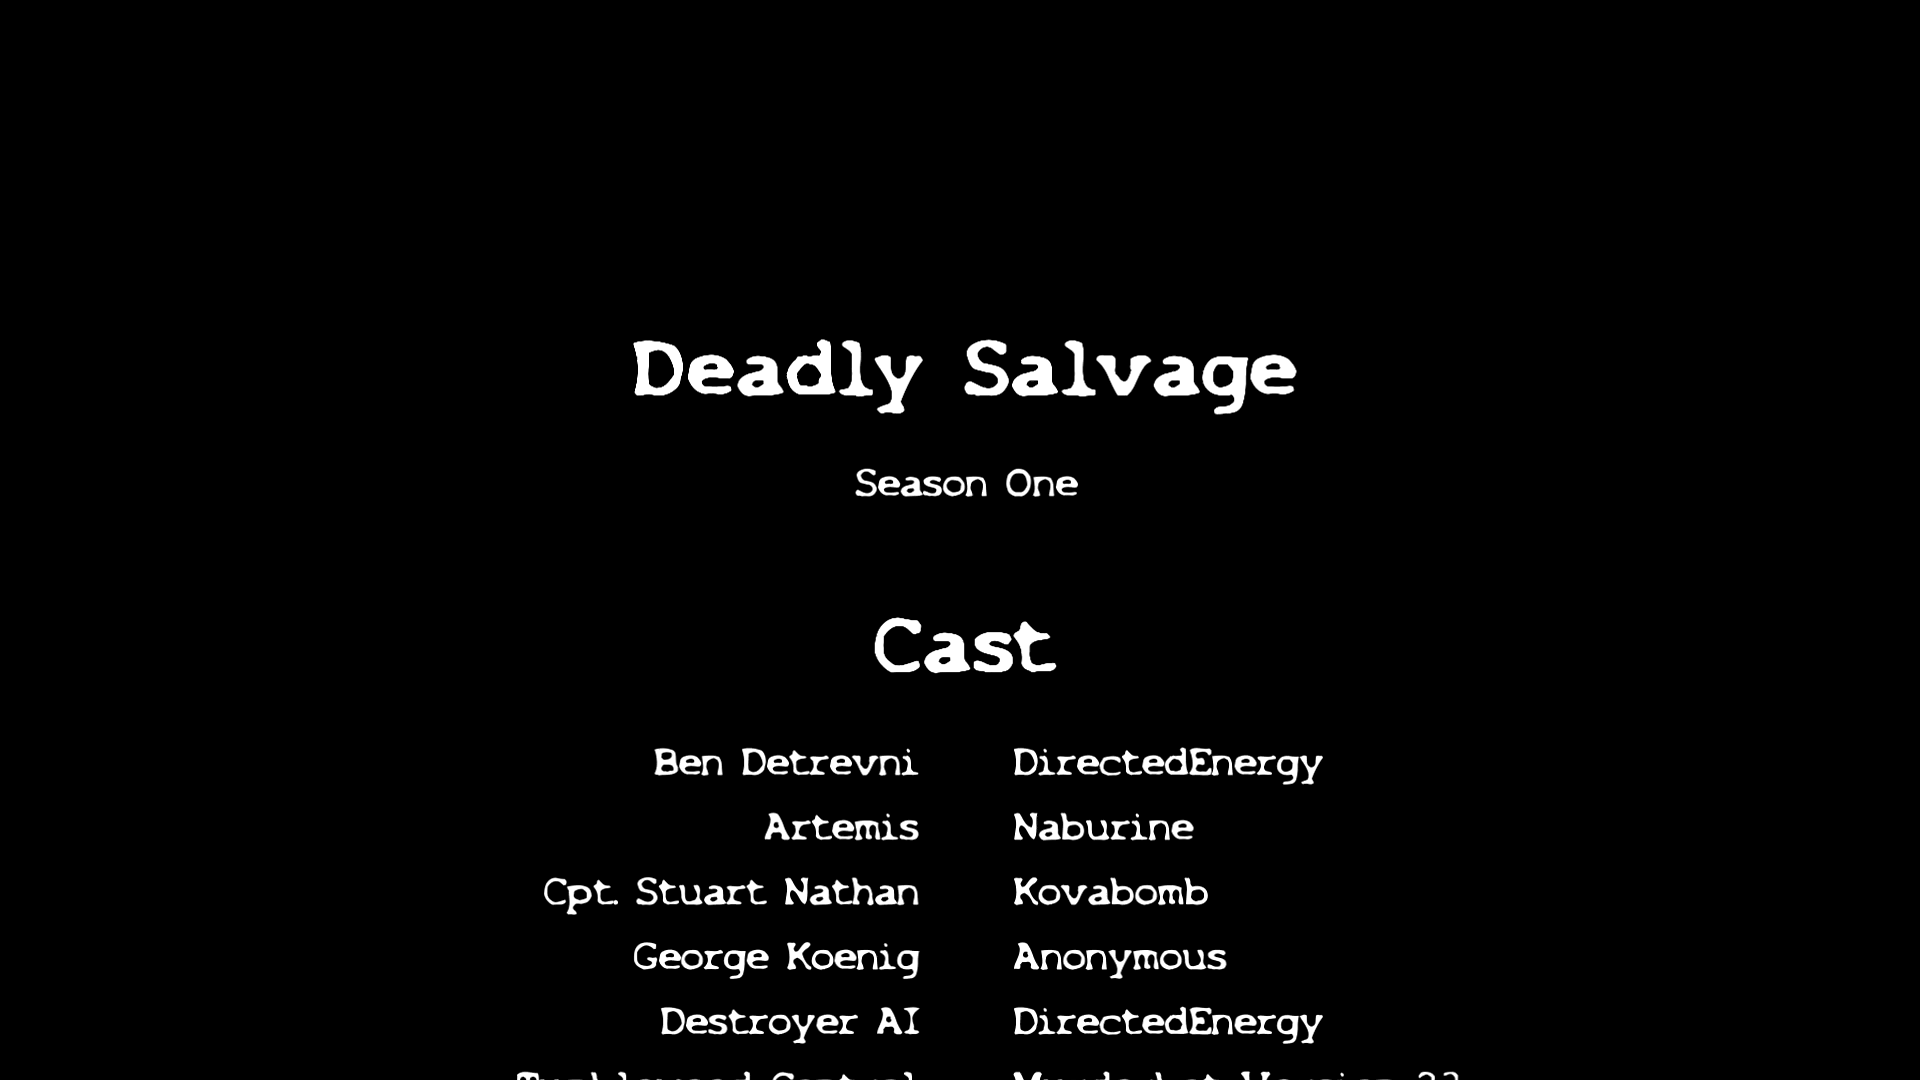 Deadly Salvage
Season One
Cast
Ben Detrevni DirectedEnergy
Artemis Naburine
Cpt. Stuart Nathan Kovabomb
George Koenig Anonymous
Destroyer AI DirectedEnergy